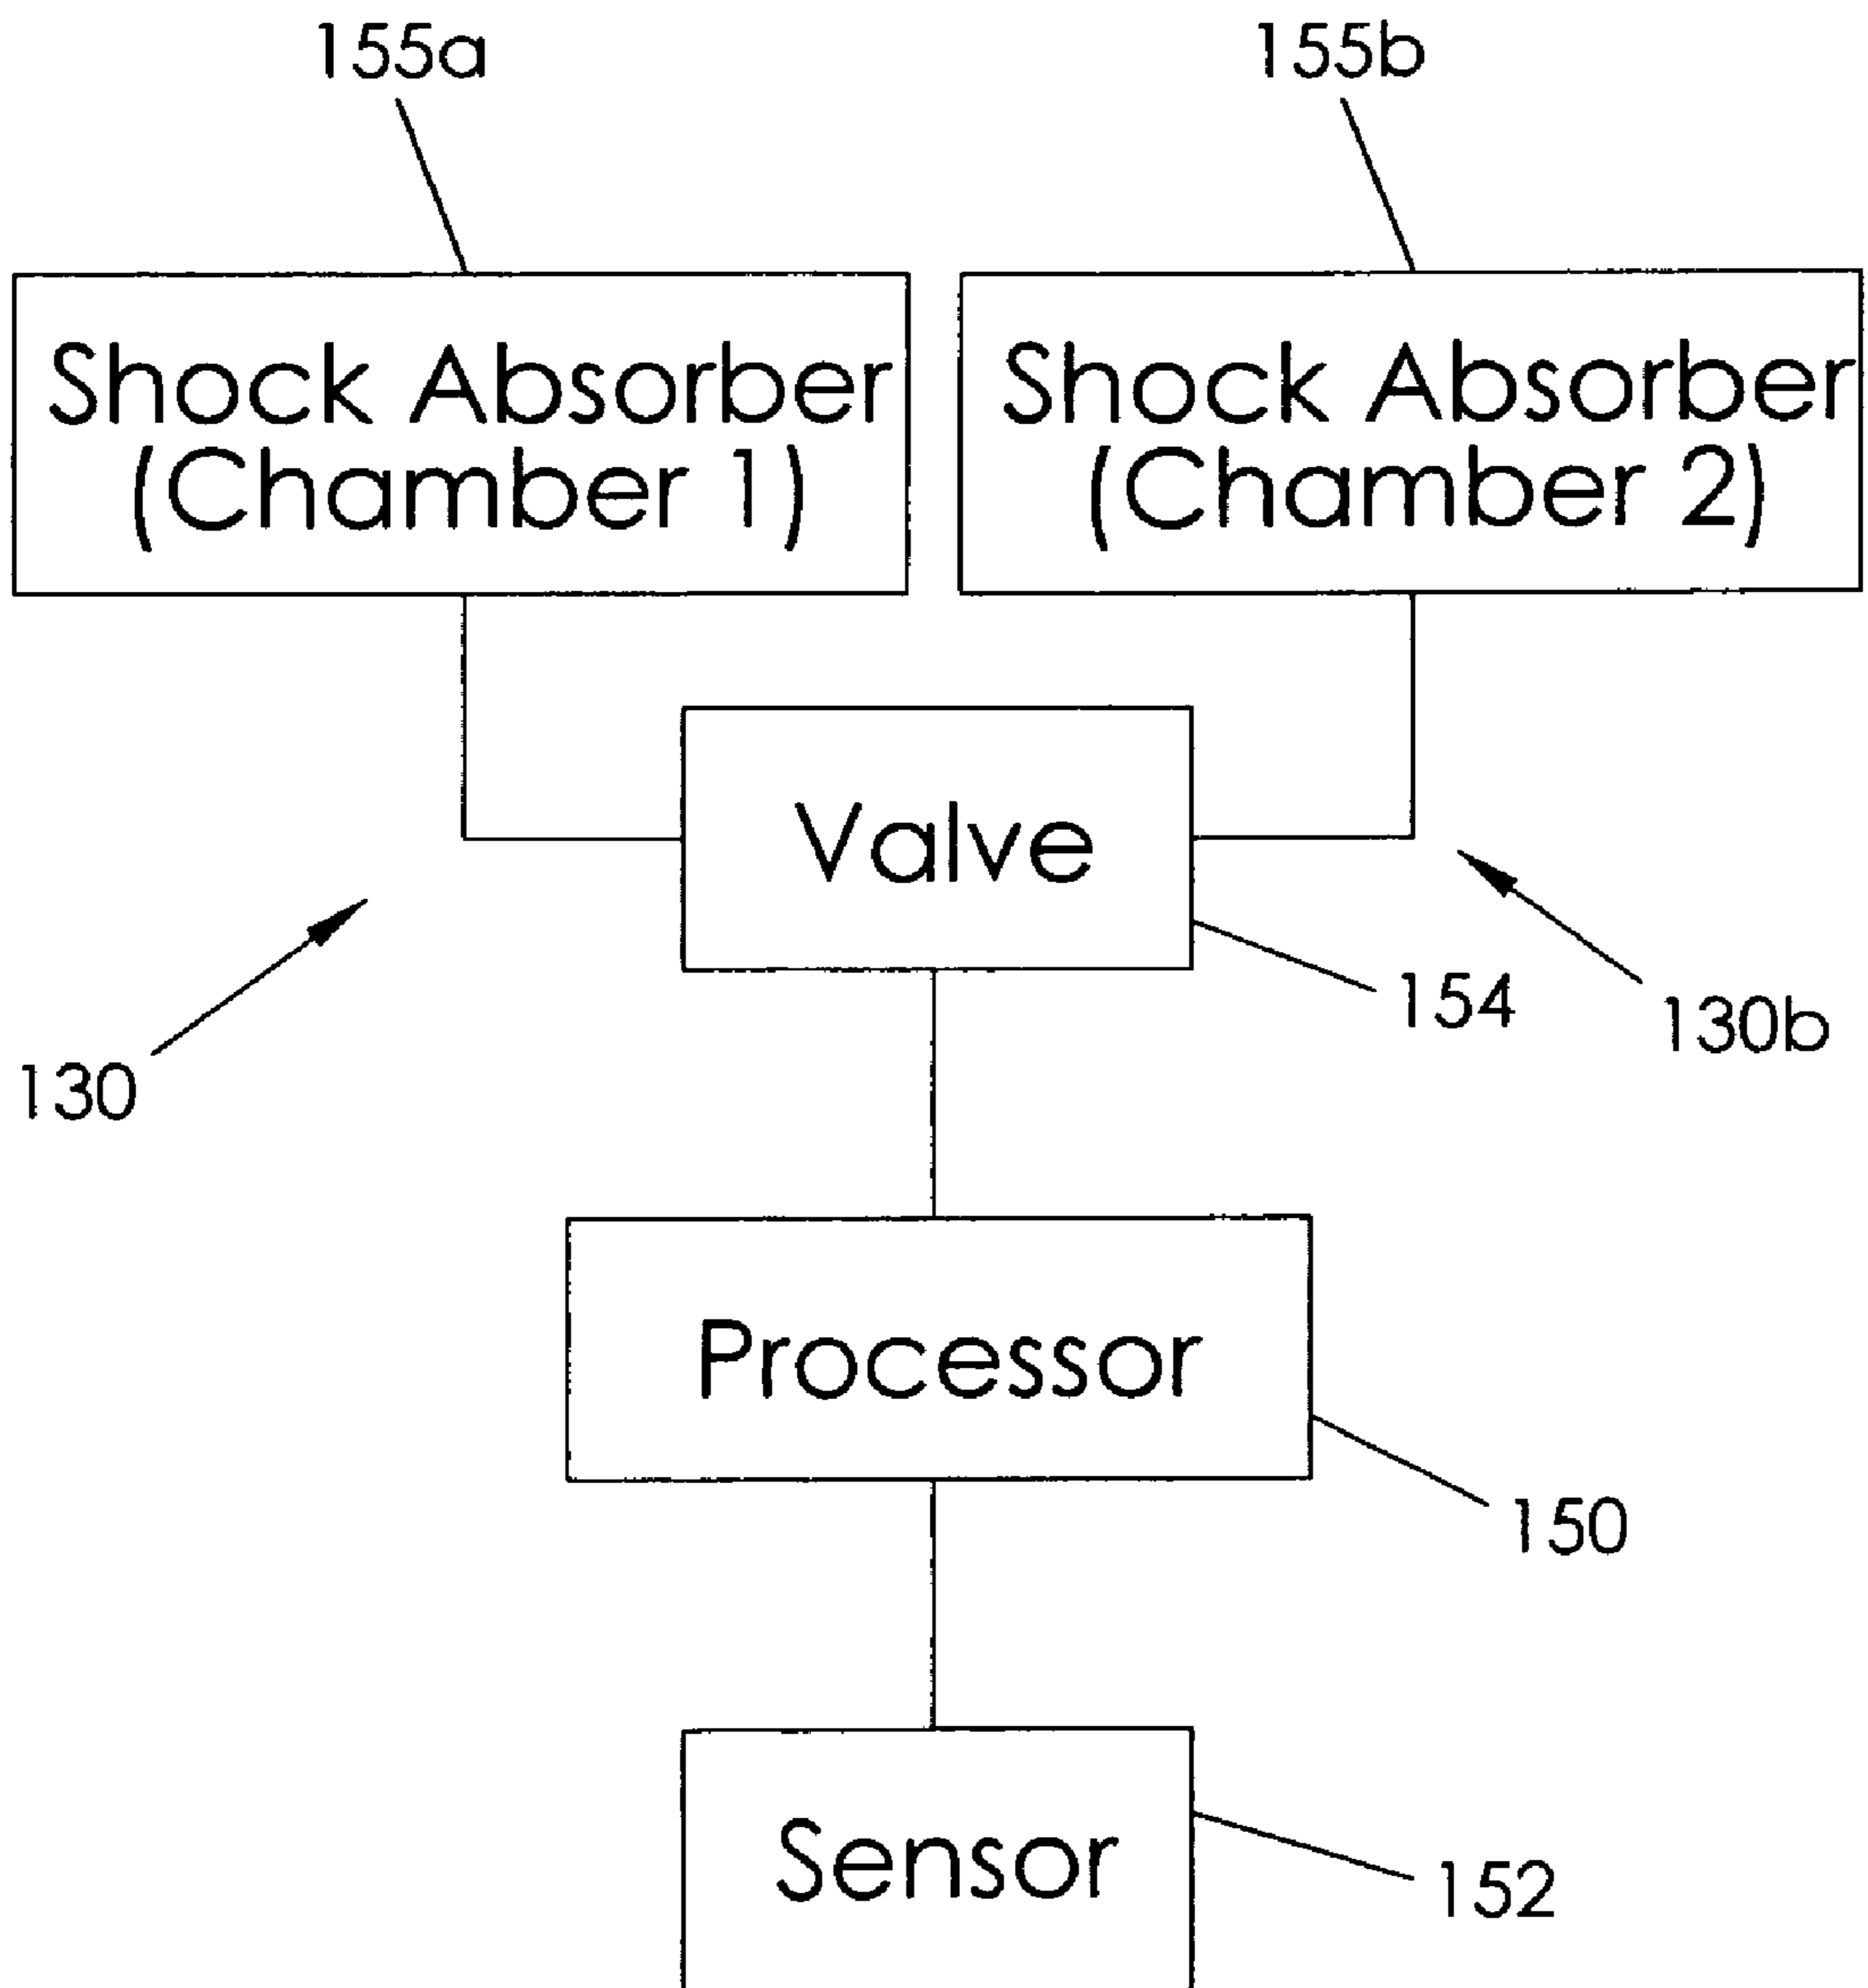 155a
155b
Shock Absorber
(Chamber 1)
Shock Absorber
(Chamber 2)
Valve
154
130b
130
Processor
150
Sensor
152